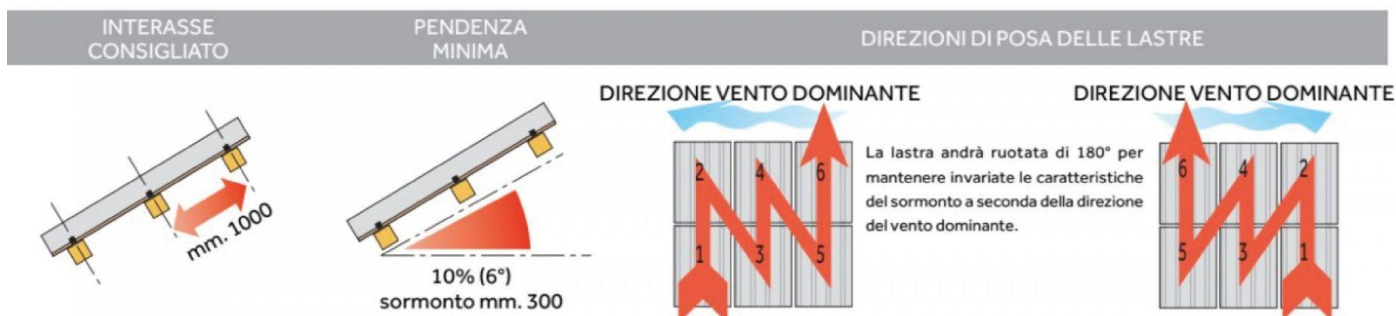 INTERASSE
CONSIGLIATO
PENDENZA
MINIMA
DIREZIONI DI POSA DELLE LASTRE
mm. 1000
10% (6°)
sormonto mm. 300
DIREZIONE VENTO DOMINANTE
2 4 6
1 3 5
La lastra andrà ruotata di 180° per
mantenere invariate le caratteristiche
del sormonto a seconda della direzione
del vento dominante.
DIREZIONE VENTO DOMINANTE
6 4 2
5 3 1